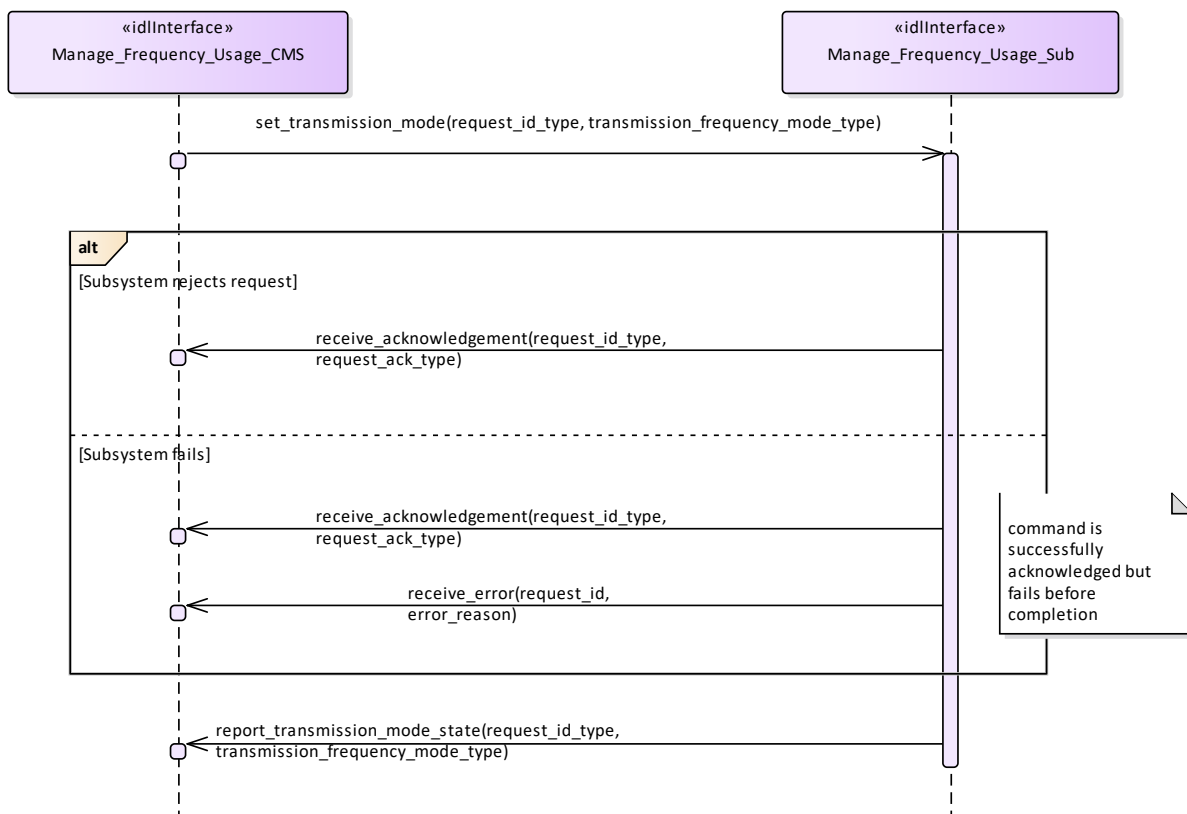 «idlInterface»
Manage_Frequency_Usage_CMS
«idlInterface»
Manage_Frequency_Usage_Sub
set_transmission_mode(request_id_type, transmission_frequency_mode_type)
alt
[Subsystem rejects request]
receive_acknowledgement(request_id_type,
request_ack_type)
[Subsystem fails]
receive_acknowledgement(request_id_type,
request_ack_type)
command is
successfully
acknowledged but
fails before
completion
receive_error(request_id,
error_reason)
report_transmission_mode_state(request_id_type,
transmission_frequency_mode_type)